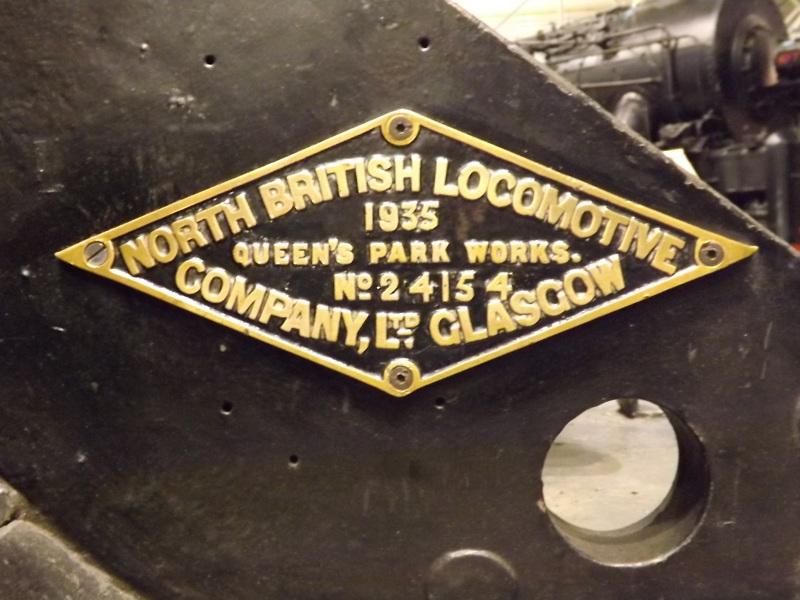 NORTH BRITISH LOCOMOTIVE
1935
QUEEN'S PARK WORKS.
No 24154
COMPANY, LTD GLASGOW